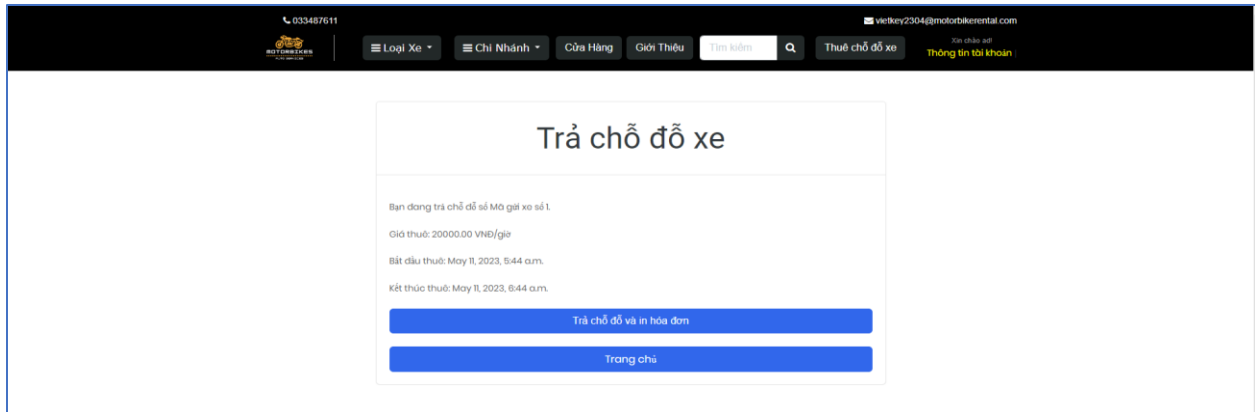 033487611
vietkey2304@motorbikerental.com
MOTORBIKES
Loại Xe
Chi Nhánh
Cửa Hàng
Giới Thiệu
Tìm kiếm
Thuê chỗ đỗ xe
Xin chào ad!
Thông tin tài khoản |
Trả chỗ đỗ xe
Bạn đang trả chỗ đỗ số Mã gửi xe số 1.
Giá thuê: 20000.00 VNĐ/giờ
Bắt đầu thuê: May 11, 2023, 5:44 a.m.
Kết thúc thuê: May 11, 2023, 6:44 a.m.
Trả chỗ đỗ và in hóa đơn
Trang chủ